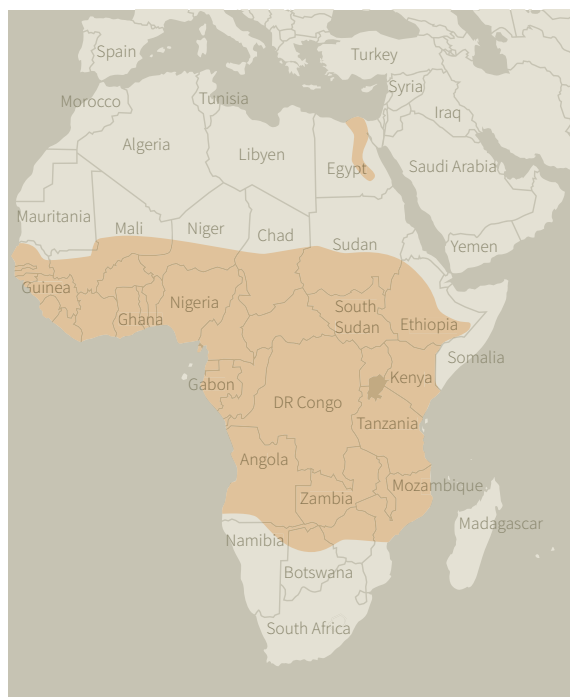 Spain
Turkey
Syria
Morocco
Tunisia
Iraq
Algeria
Libyen
Egypt
Saudi Arabia
Mauritania
Mali
Niger
Chad
Sudan
Yemen
Guinea
Nigeria
Ghana
South
Sudan
Ethiopia
Somalia
Gabon
Kenya
DR Congo
Tanzania
Angola
Zambia
Mozambique
Madagascar
Namibia
Botswana
South Africa